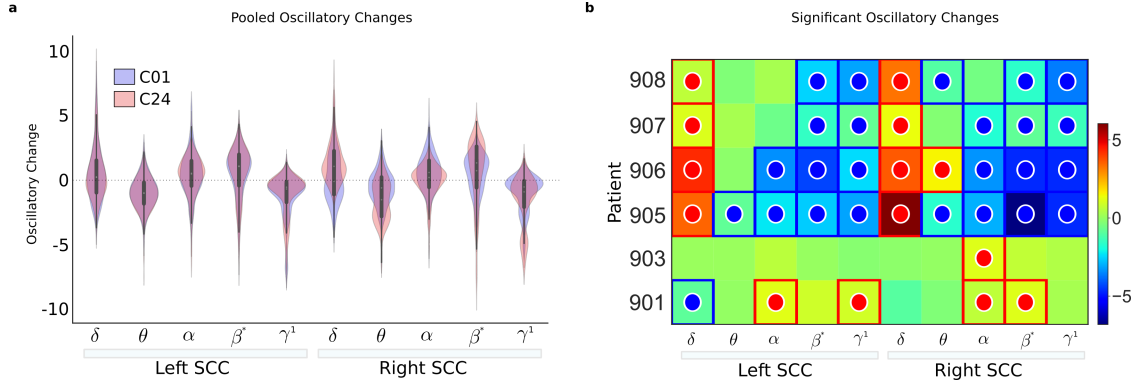 a
Pooled Oscillatory Changes
Oscillatory Change
10
5
0
-5
-10
C01
C24
δ θ α β* γ¹ δ θ α β* γ¹
Left SCC Right SCC
b
Significant Oscillatory Changes
Patient
908
907
906
905
903
901
δ θ α β* γ¹ δ θ α β* γ¹
Left SCC Right SCC
5
0
−5